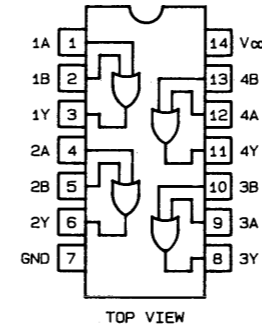 1A 1 14 Vcc
1B 2 13 4B
1Y 3 12 4A
2A 4 11 4Y
2B 5 10 3B
2Y 6 9 3A
GND 7 8 3Y
TOP VIEW